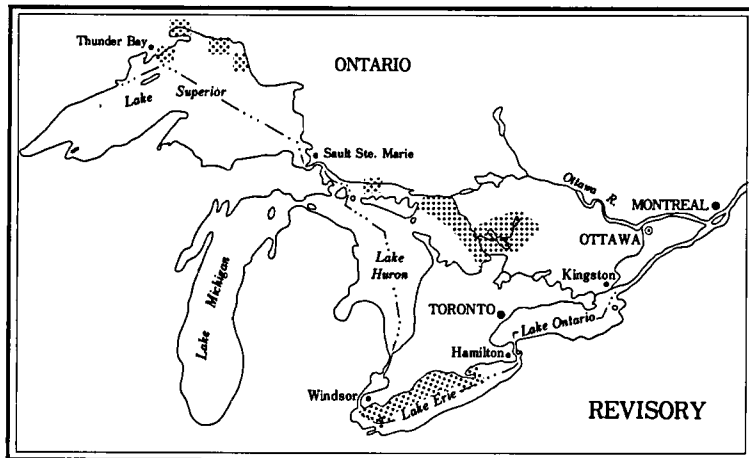 Thunder Bay
ONTARIO
Lake Superior
Sault Ste. Marie
Ottawa R.
MONTREAL
OTTAWA
Lake Huron
Kingston
Lake Michigan
TORONTO
Lake Ontario
Hamilton
Windsor
Lake Erie
REVISORY